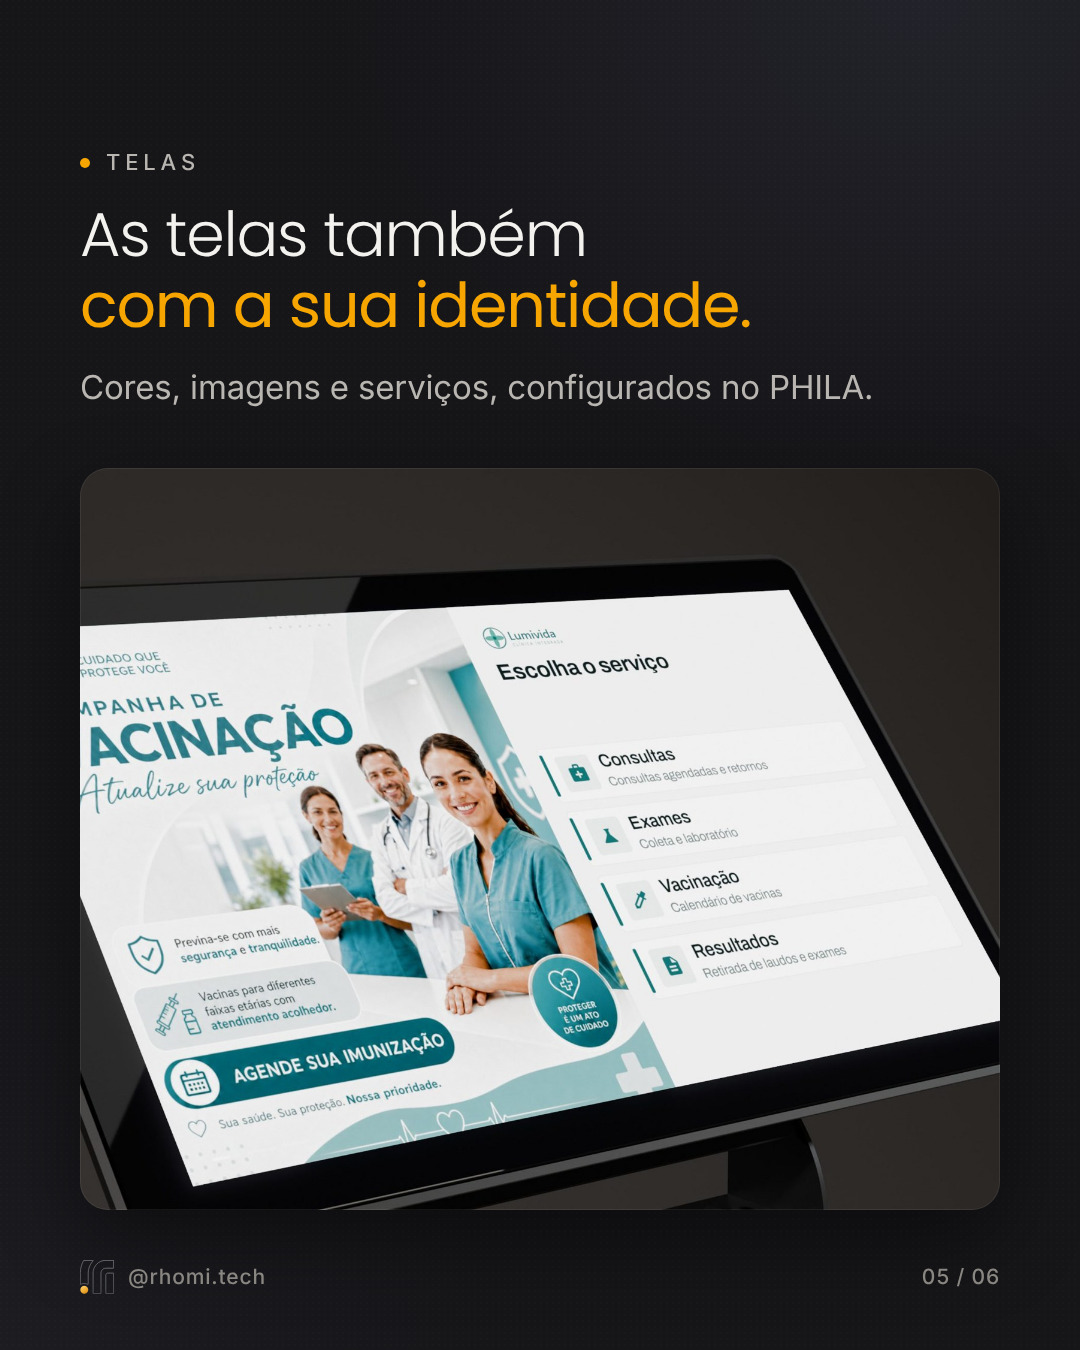 TELAS
As telas também
com a sua identidade.
Cores, imagens e serviços, configurados no PHILA.
CUIDADO QUE
PROTEGE VOCÊ
MPANHA DE
ACINAÇÃO
Atualize sua proteção
Previna-se com mais
segurança e tranquilidade.
Vacinas para diferentes
faixas etárias com
atendimento acolhedor.
AGENDE SUA IMUNIZAÇÃO
Sua saúde. Sua proteção. Nossa prioridade.
PROTEGER
É UM ATO
DE CUIDADO
Lumivida
Escolha o serviço
Consultas
Consultas agendadas e retornos
Exames
Coleta e laboratório
Vacinação
Calendário de vacinas
Resultados
Retirada de laudos e exames
@rhomi.tech
05 / 06